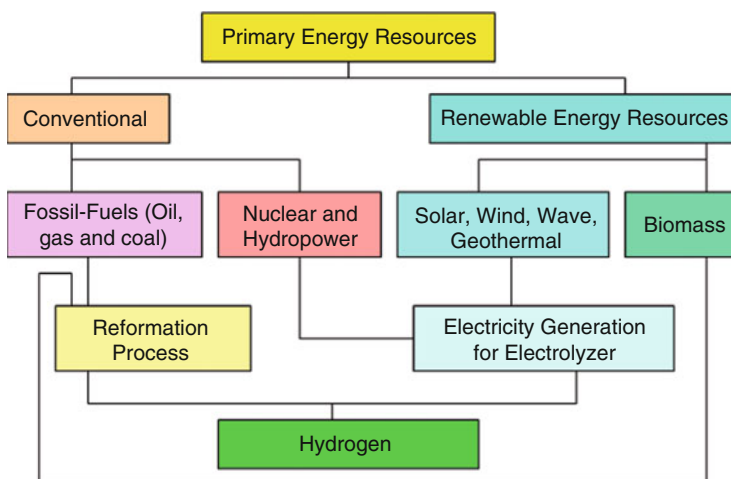 Primary Energy Resources
Conventional
Renewable Energy Resources
Fossil-Fuels (Oil,
gas and coal)
Nuclear and
Hydropower
Solar, Wind, Wave,
Geothermal
Biomass
Reformation
Process
Electricity Generation
for Electrolyzer
Hydrogen